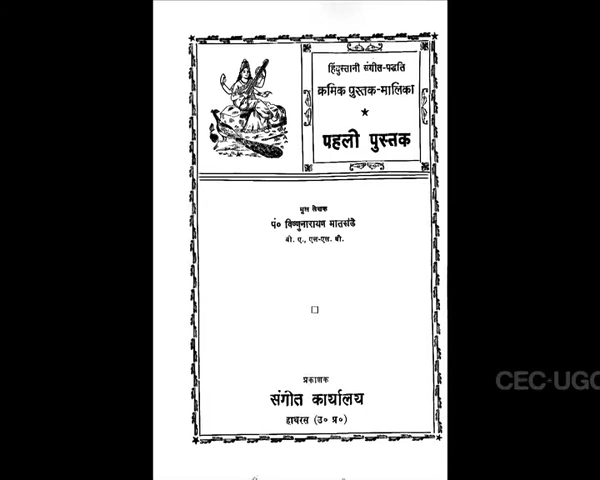 हिंदुस्तानी संगीत-पद्धति
क्रमिक पुस्तक-मालिका
पहली पुस्तक
मूल लेखक
पं० विष्णुनारायण भातखंडे
बी. ए., एल-एल. बी.
प्रकाशक
संगीत कार्यालय
हाथरस (उ० प्र०)
CEC-UGC